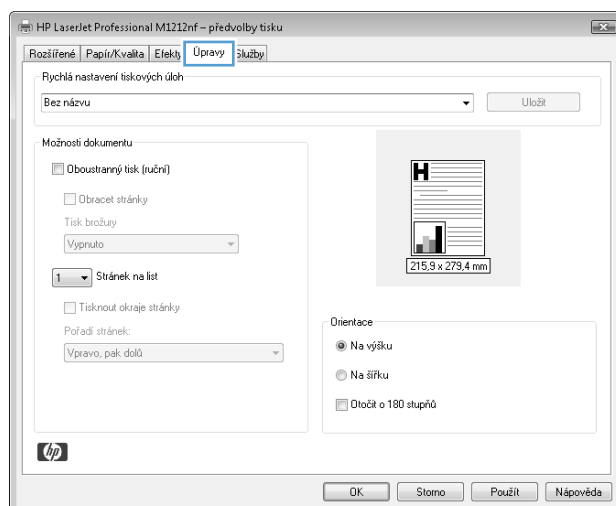 HP LaserJet Professional M1212nf – předvolby tisku
Rozšířené Papír/Kvalita Efekty Úpravy Služby
Rychlá nastavení tiskových úloh
Bez názvu Uložit
Možnosti dokumentu
Oboustranný tisk (ruční)
Obracet stránky
Tisk brožury
Vypnuto
1 Stránek na list
Tisknout okraje stránky
Pořadí stránek:
Vpravo, pak dolů
H
215,9 x 279,4 mm
Orientace
Na výšku
Na šířku
Otočit o 180 stupňů
hp
OK Storno Použít Nápověda